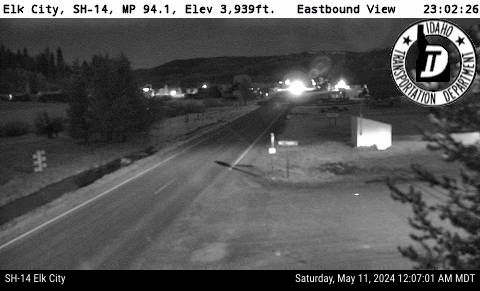 Elk City, SH-14, MP 94.1, Elev 3,939ft. Eastbound View 23:02:26
IDAHO
TRANSPORTATION DEPARTMENT
SH-14 Elk City Saturday, May 11, 2024 12:07:01 AM MDT